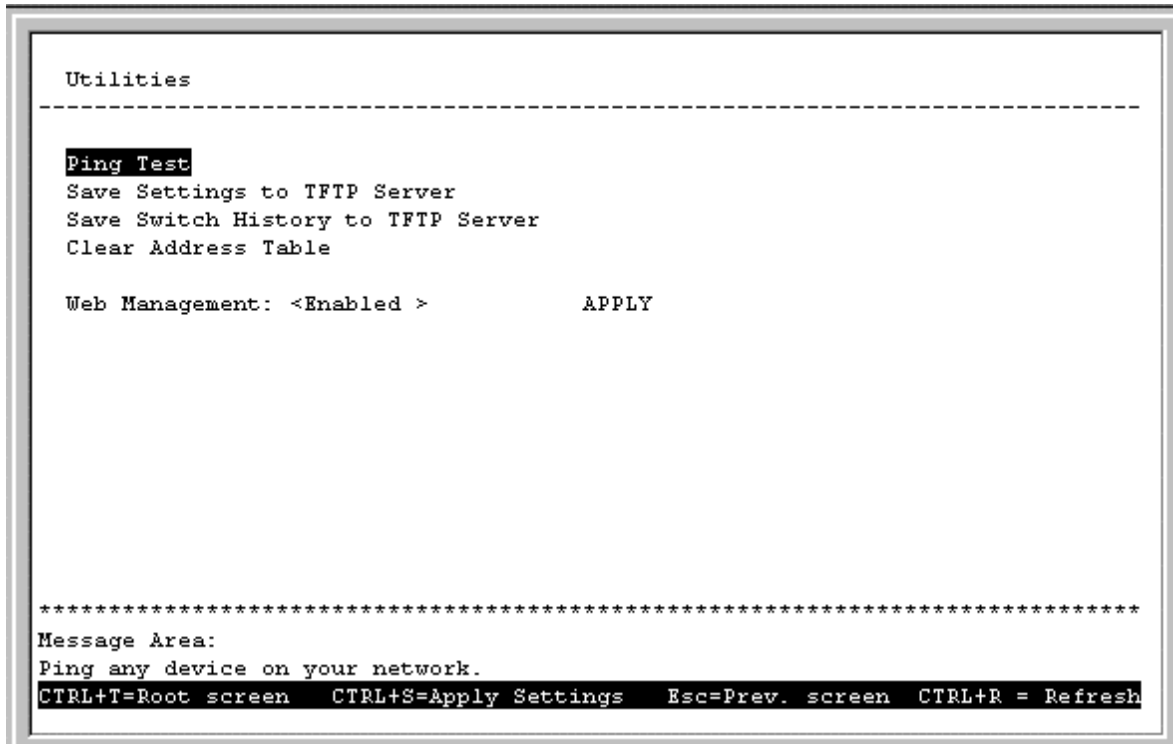 Utilities
-------------------------------------------------------------------------------
Ping Test
Save Settings to TFTP Server
Save Switch History to TFTP Server
Clear Address Table
Web Management: <Enabled > APPLY
*******************************************************************************
Message Area:
Ping any device on your network.
CTRL+T=Root screen CTRL+S=Apply Settings Esc=Prev. screen CTRL+R = Refresh